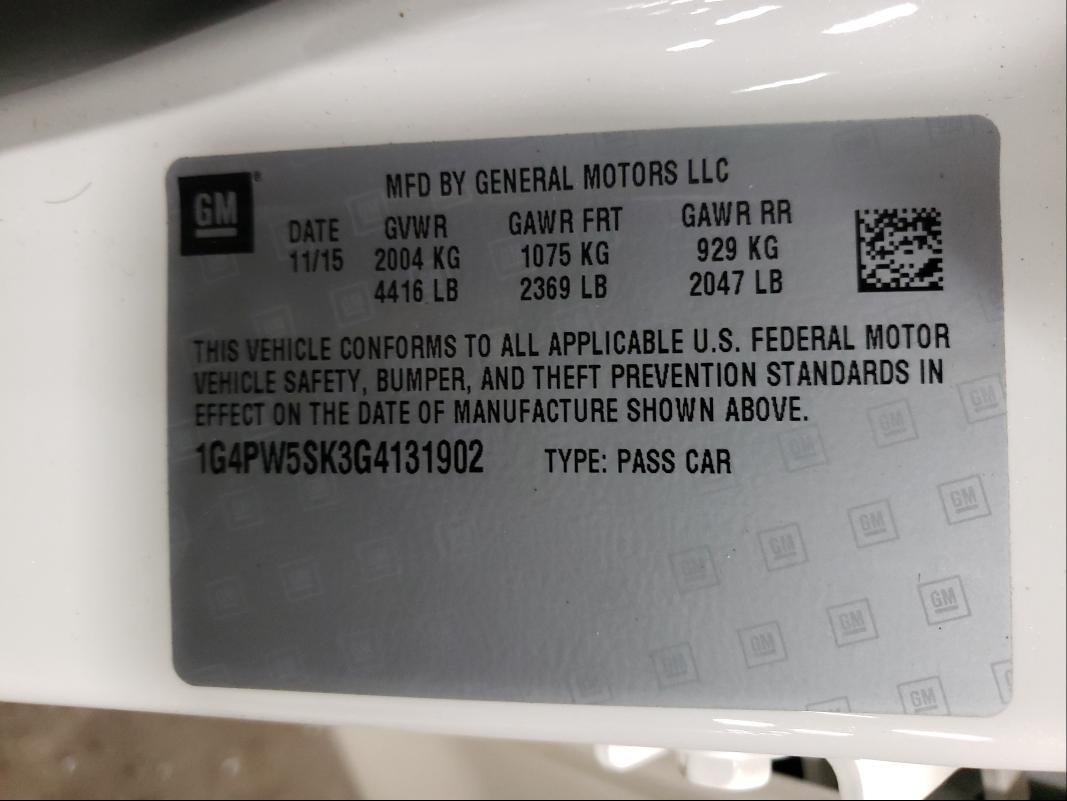 GM
MFD BY GENERAL MOTORS LLC
DATE GVWR GAWR FRT GAWR RR
11/15 2004 KG 1075 KG 929 KG
4416 LB 2369 LB 2047 LB
THIS VEHICLE CONFORMS TO ALL APPLICABLE U.S. FEDERAL MOTOR
VEHICLE SAFETY, BUMPER, AND THEFT PREVENTION STANDARDS IN
EFFECT ON THE DATE OF MANUFACTURE SHOWN ABOVE.
1G4PW5SK3G4131902 TYPE: PASS CAR